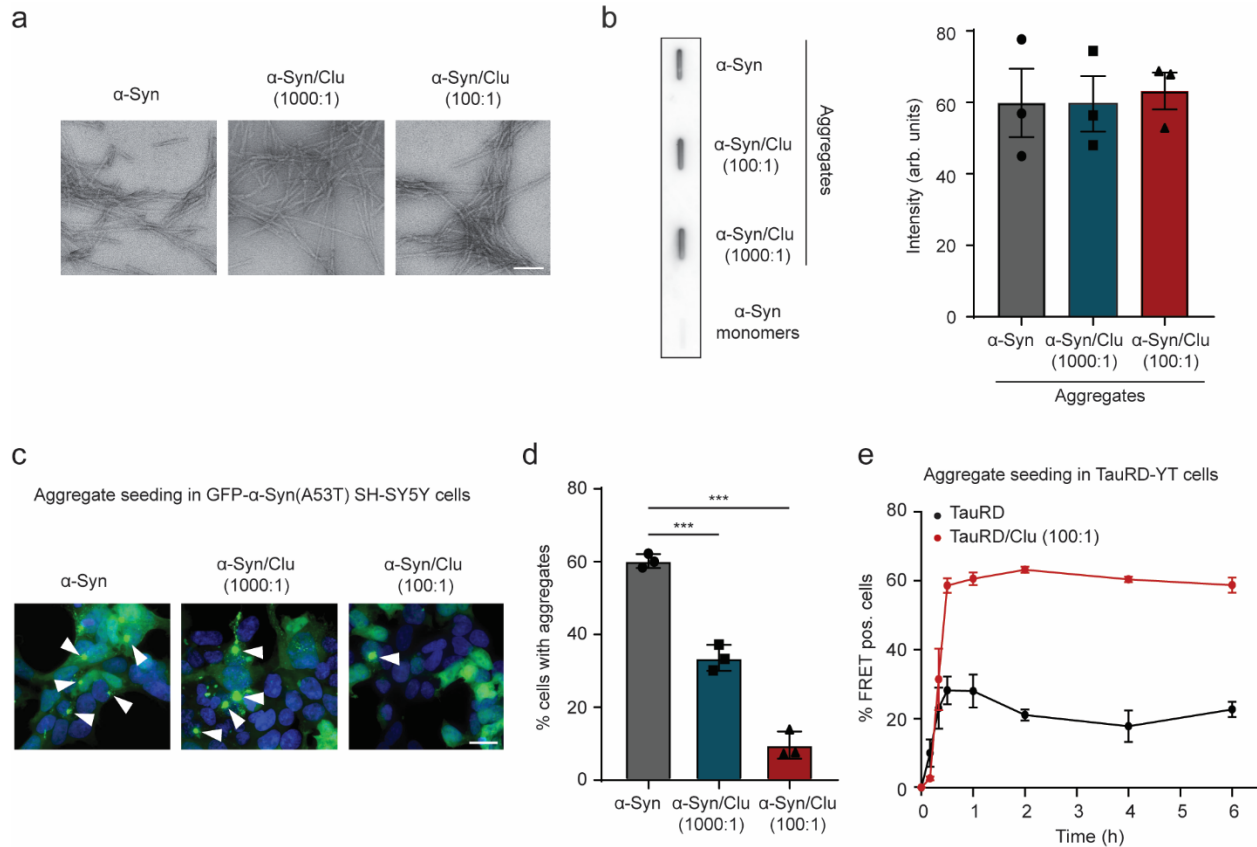 a
α-Syn
α-Syn/Clu
(1000:1)
α-Syn/Clu
(100:1)
b
α-Syn
α-Syn/Clu
(100:1)
α-Syn/Clu
(1000:1)
Aggregates
α-Syn
monomers
Intensity (arb. units)
80
60
40
20
0
α-Syn
α-Syn/Clu
(1000:1)
α-Syn/Clu
(100:1)
Aggregates
c
Aggregate seeding in GFP-α-Syn(A53T) SH-SY5Y cells
α-Syn
α-Syn/Clu
(1000:1)
α-Syn/Clu
(100:1)
d
% cells with aggregates
80
60
40
20
0
***
***
α-Syn
α-Syn/Clu
(1000:1)
α-Syn/Clu
(100:1)
e
Aggregate seeding in TauRD-YT cells
TauRD
TauRD/Clu (100:1)
% FRET pos. cells
80
60
40
20
0
0 1 2 3 4 5 6
Time (h)